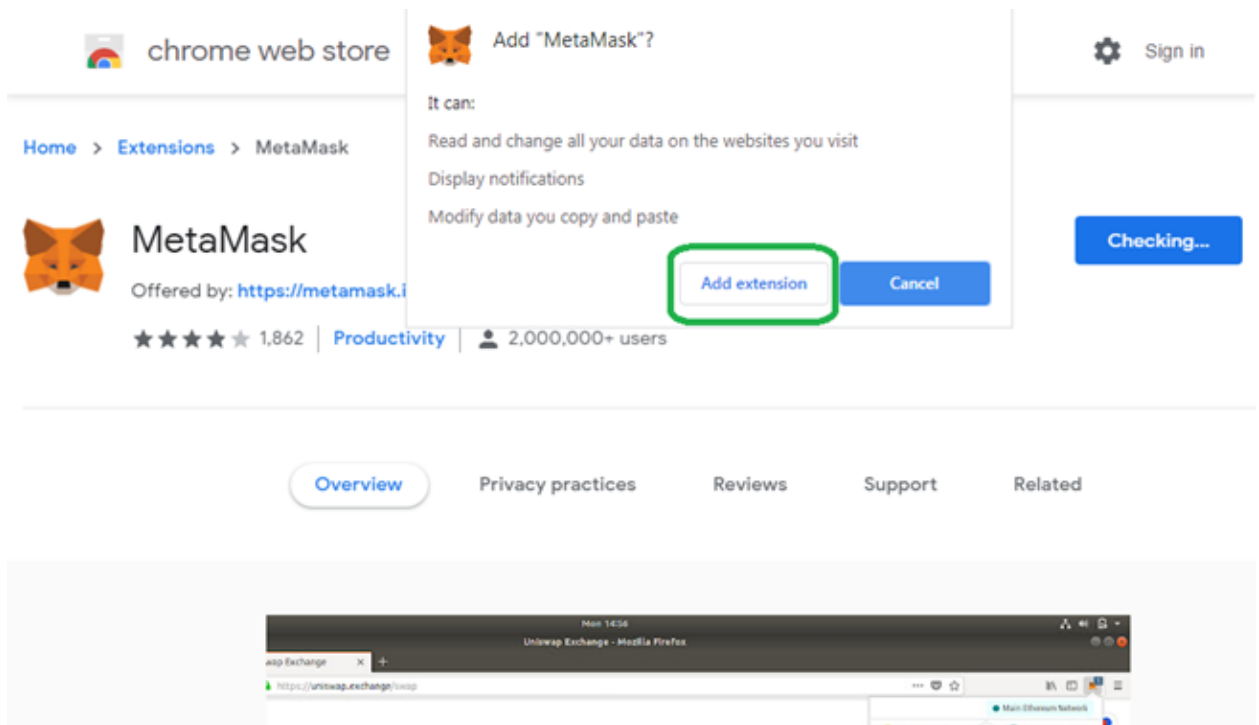 chrome web store
Add "MetaMask"?
Sign in
It can:
Read and change all your data on the websites you visit
Display notifications
Modify data you copy and paste
Add extension
Cancel
Home > Extensions > MetaMask
MetaMask
Checking...
Offered by: https://metamask.i
1,862 | Productivity | 2,000,000+ users
Overview
Privacy practices
Reviews
Support
Related
Mon 14:56
Uniswap Exchange - Mozilla Firefox
wap Exchange × +
https://uniswap.exchange/swap
Main Ethereum Network